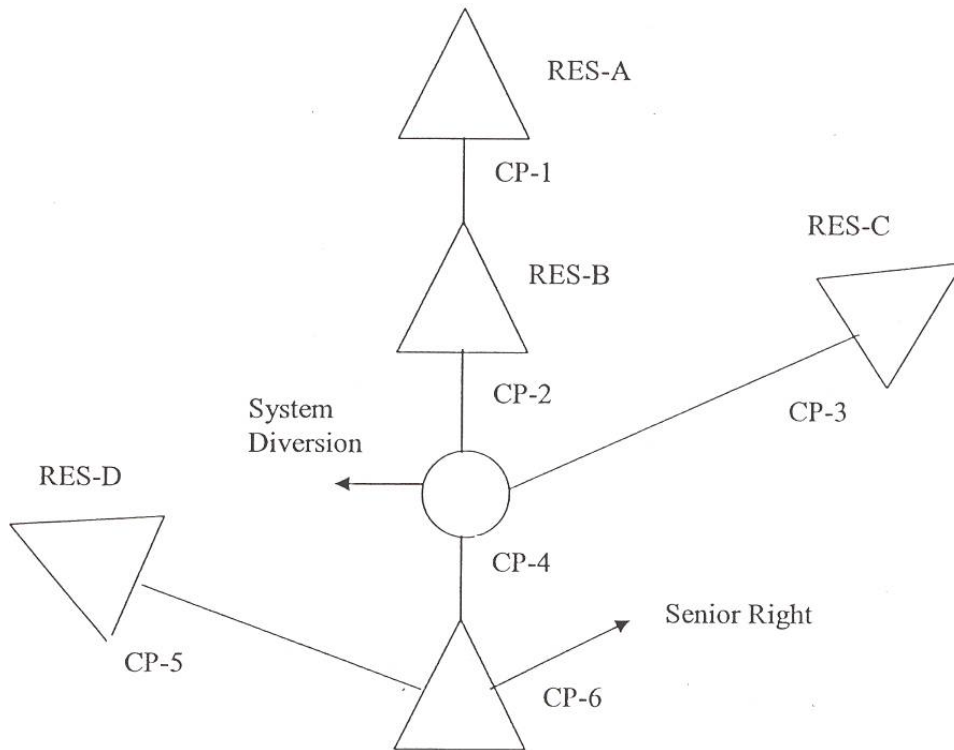 RES-A
CP-1
RES-C
RES-B
CP-2
CP-3
System
Diversion
RES-D
CP-4
Senior Right
CP-5
CP-6